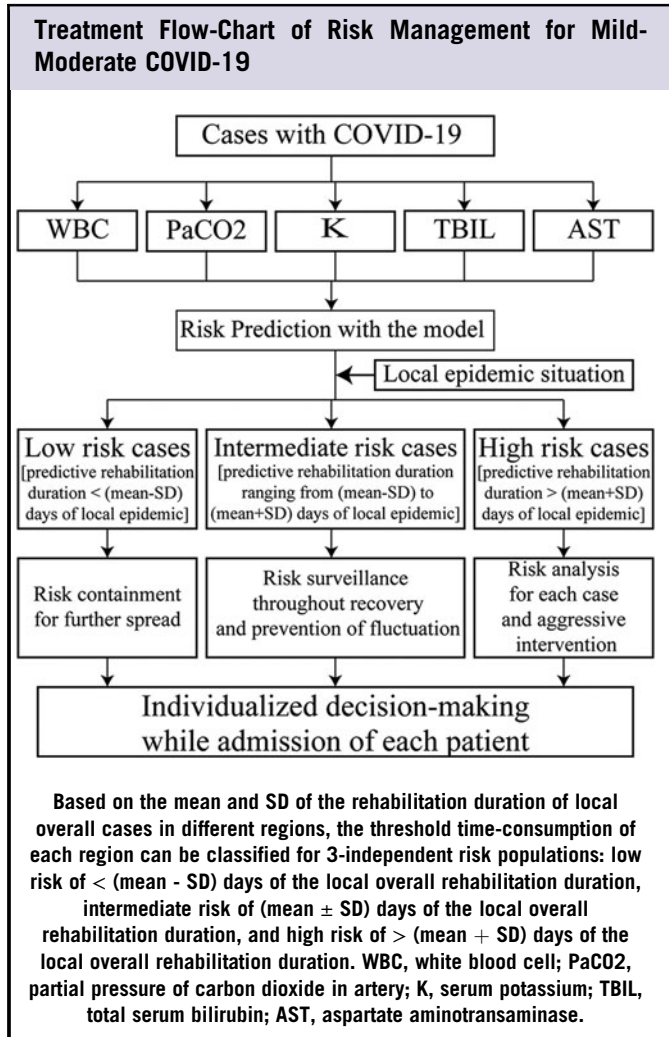 Treatment Flow-Chart of Risk Management for Mild-
Moderate COVID-19
Cases with COVID-19
WBC
PaCO2
K
TBIL
AST
Risk Prediction with the model
Local epidemic situation
Low risk cases
[predictive rehabilitation
duration < (mean-SD)
days of local epidemic]
Intermediate risk cases
[predictive rehabilitation duration
ranging from (mean-SD) to
(mean+SD) days of local epidemic]
High risk cases
[predictive rehabilitation
duration > (mean+SD)
days of local epidemic]
Risk containment
for further spread
Risk surveillance
throughout recovery
and prevention of fluctuation
Risk analysis
for each case
and aggressive
intervention
Individualized decision-making
while admission of each patient
Based on the mean and SD of the rehabilitation duration of local
overall cases in different regions, the threshold time-consumption of
each region can be classified for 3-independent risk populations: low
risk of < (mean - SD) days of the local overall rehabilitation duration,
intermediate risk of (mean ± SD) days of the local overall
rehabilitation duration, and high risk of > (mean + SD) days of the
local overall rehabilitation duration. WBC, white blood cell; PaCO2,
partial pressure of carbon dioxide in artery; K, serum potassium; TBIL,
total serum bilirubin; AST, aspartate aminotransaminase.